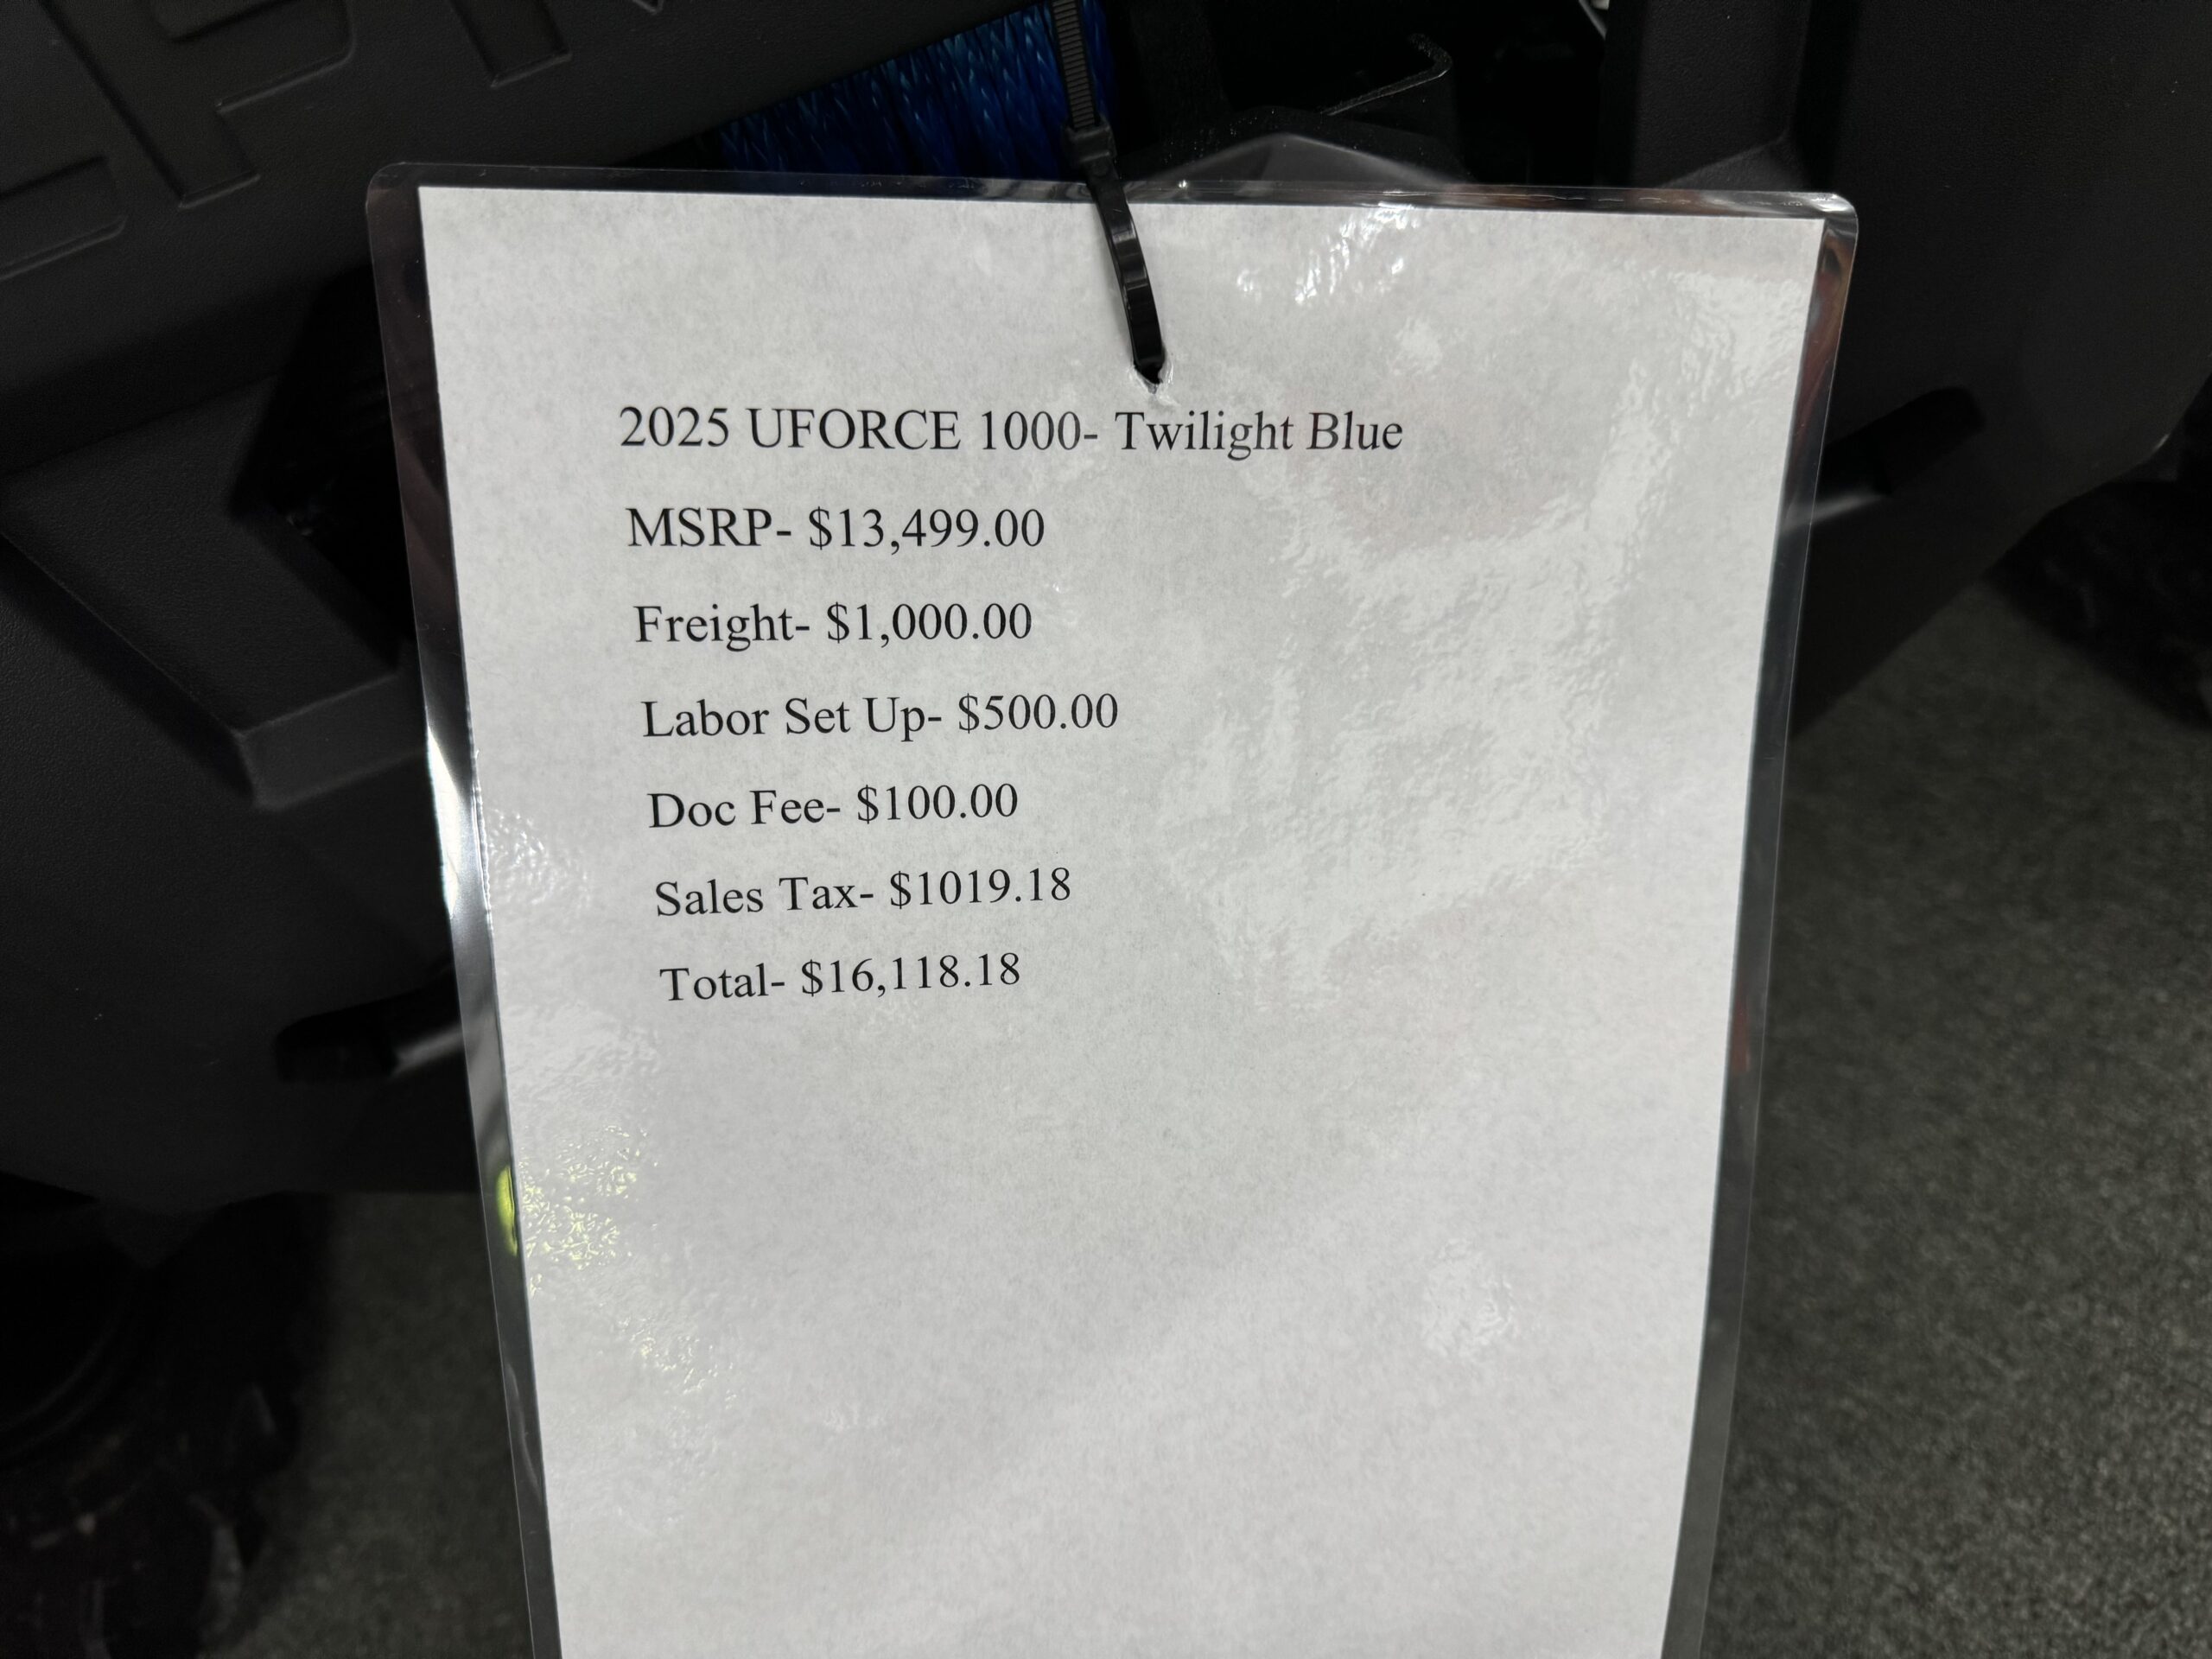 2025 UFORCE 1000- Twilight Blue
MSRP- $13,499.00
Freight- $1,000.00
Labor Set Up- $500.00
Doc Fee- $100.00
Sales Tax- $1019.18
Total- $16,118.18